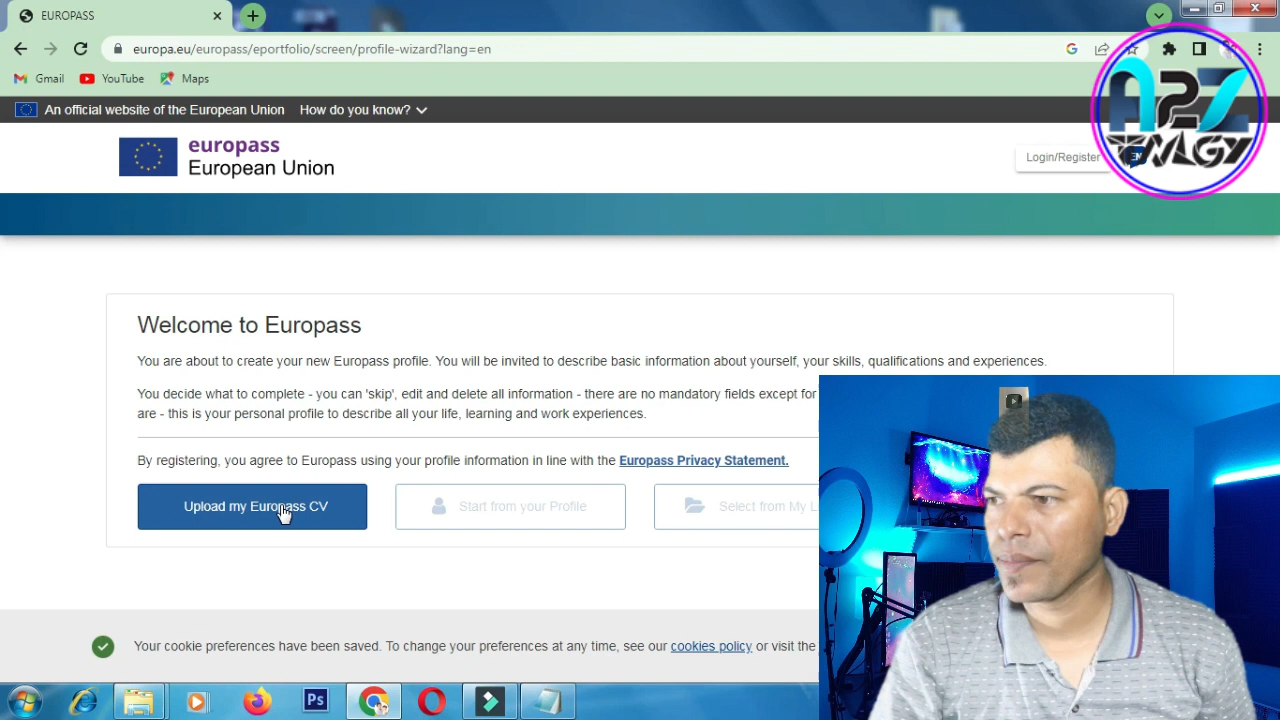 EUROPASS
europa.eu/europass/eportfolio/screen/profile-wizard?lang=en
Gmail YouTube Maps
An official website of the European Union How do you know?
europass
European Union
Login/Register
EN
A2Z
Welcome to Europass
You are about to create your new Europass profile. You will be invited to describe basic information about yourself, your skills, qualifications and experiences.
You decide what to complete - you can 'skip', edit and delete all information - there are no mandatory fields except for
are - this is your personal profile to describe all your life, learning and work experiences.
By registering, you agree to Europass using your profile information in line with the Europass Privacy Statement.
Upload my Europass CV Start from your Profile Select from My L
Your cookie preferences have been saved. To change your preferences at any time, see our cookies policy or visit the
Ps